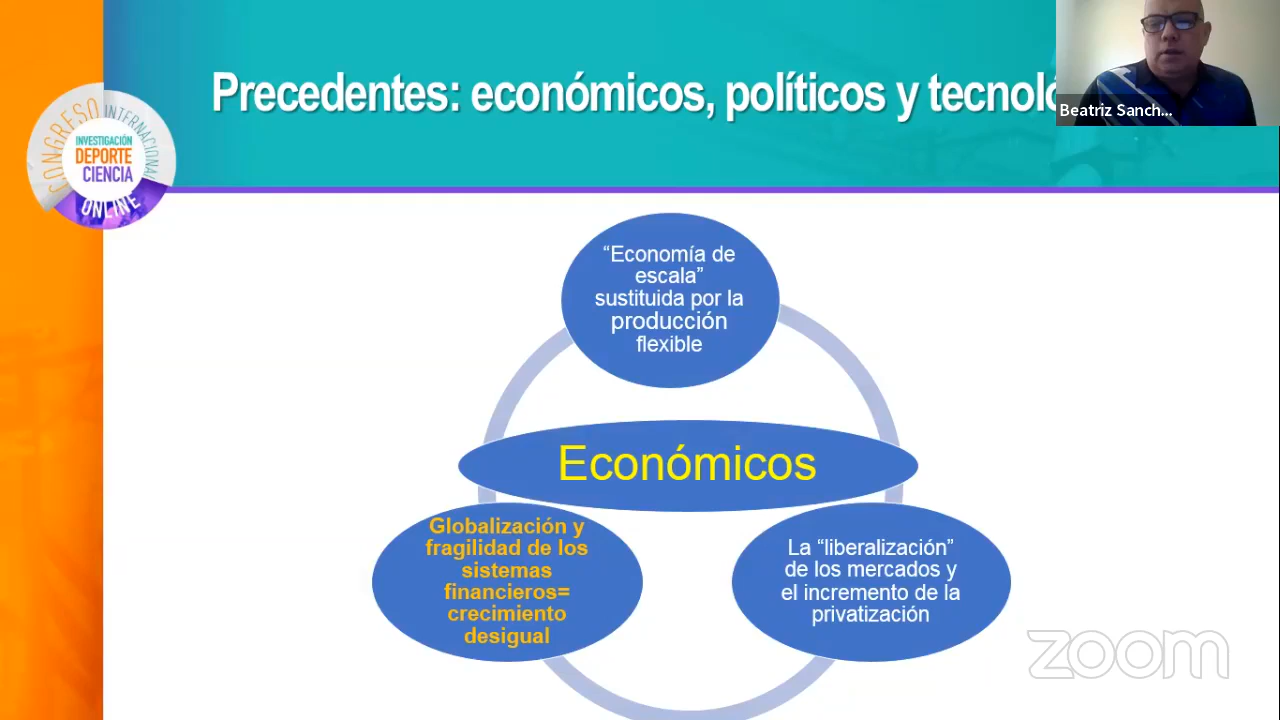 Precedentes: económicos, políticos y
Beatriz Sanch...
CONGRESO INTERNACIONAL
INVESTIGACIÓN
DEPORTE
CIENCIA
ONLINE
“Economía de
escala”
sustituida por la
producción
flexible
Económicos
Globalización y
fragilidad de los
sistemas
financieros=
crecimiento
desigual
La “liberalización”
de los mercados y
el incremento de la
privatización
zoom